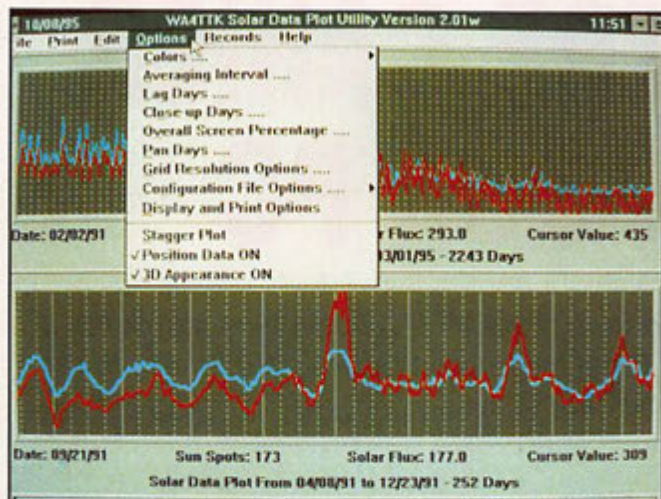 10/08/95 WA4TTK Solar Data Plot Utility Version 2.01w 11:51
ile Print Edit Options Records Help
Colors ....
Averaging Interval ....
Lag Days ....
Close-up Days ....
Overall Screen Percentage ....
Pan Days ....
Grid Resolution Options ....
Configuration File Options ....
Display and Print Options
Stagger Plot
✓Position Data ON
✓3D Appearance ON
Date: 02/02/91 r Flux: 293.0 Cursor Value: 435
3/01/95 - 2243 Days
Date: 09/21/91 Sun Spots: 173 Solar Flux: 177.0 Cursor Value: 309
Solar Data Plot From 04/08/91 to 12/23/91 - 252 Days